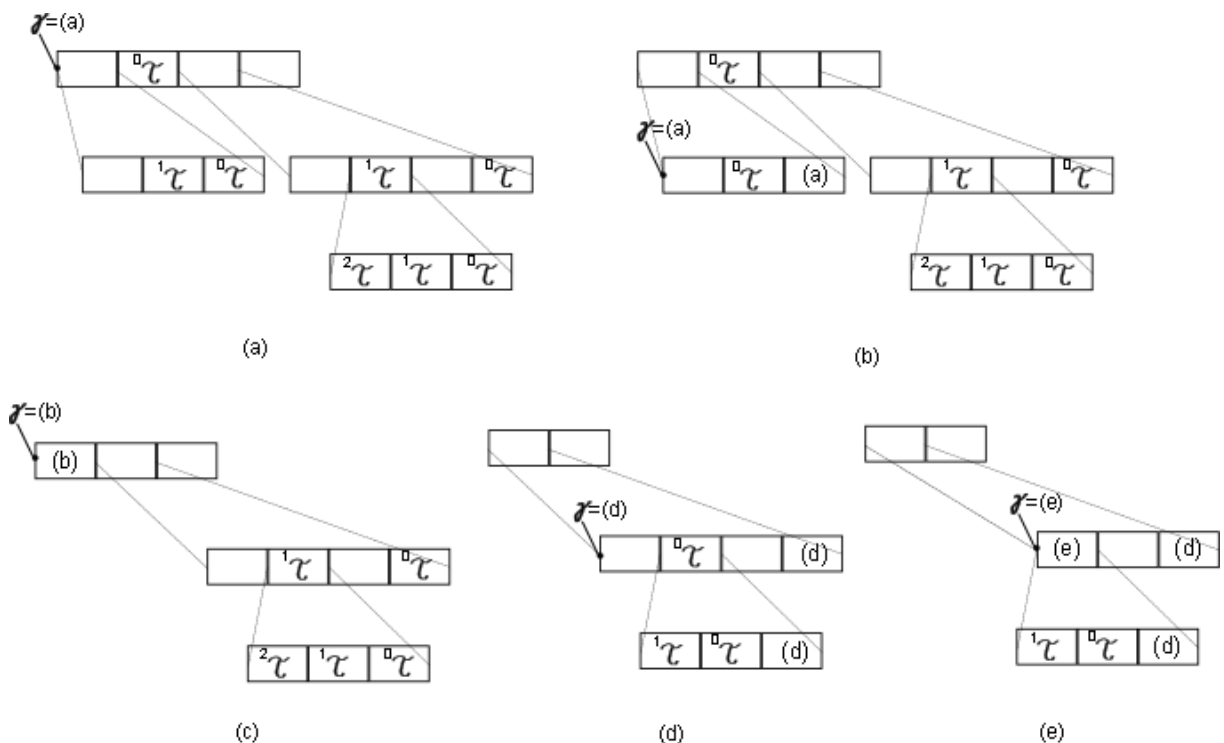 γ=(a)
⁰τ
¹τ ⁰τ ¹τ ⁰τ
²τ ¹τ ⁰τ
(a)
⁰τ
γ=(a)
⁰τ (a) ¹τ ⁰τ
²τ ¹τ ⁰τ
(b)
γ=(b)
(b)
¹τ ⁰τ
²τ ¹τ ⁰τ
(c)
γ=(d)
⁰τ (d)
¹τ ⁰τ (d)
(d)
γ=(e)
(e) (d)
¹τ ⁰τ (d)
(e)